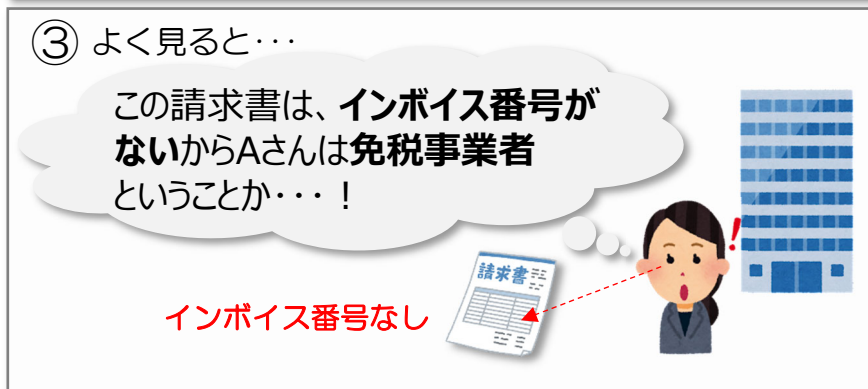 ③ よく見ると･･･
この請求書は、インボイス番号が
ないからAさんは免税事業者
ということか･･･！
請求書
インボイス番号なし